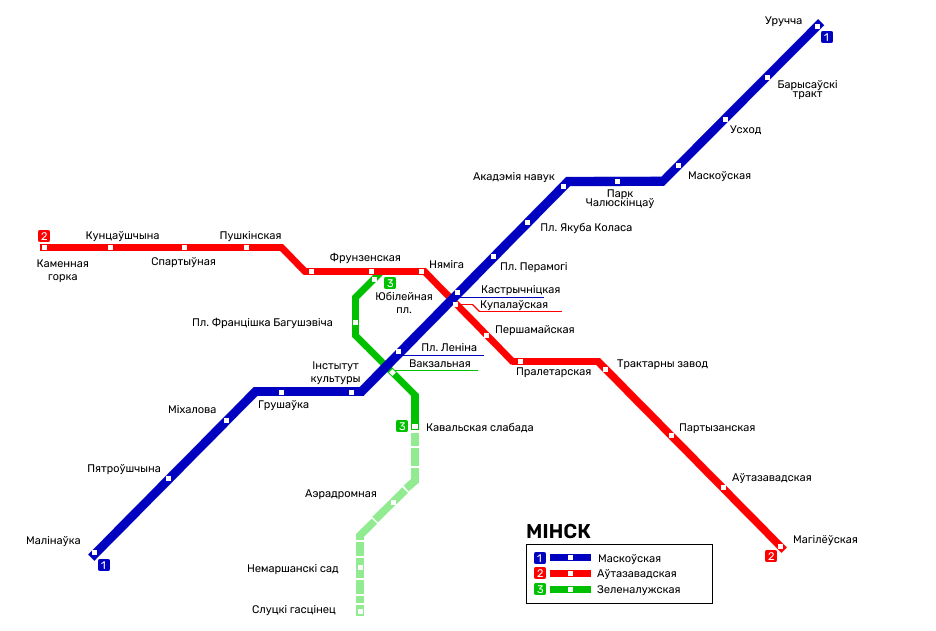 Уручча
1
Барысаўскі
тракт
Усход
Маскоўская
Акадэмія навук
Парк
Чалюскінцаў
Пл. Якуба Коласа
2
Кунцаўшчына
Пушкінская
Каменная
горка
Спартыўная
Фрунзенская
Няміга
Пл. Перамогі
3
Юбілейная
пл.
Кастрычніцкая
Купалаўская
Пл. Францішка Багушэвіча
Першамайская
Пл. Леніна
Вакзальная
Інстытут
культуры
Пралетарская
Трактарны завод
Грушаўка
Міхалова
3
Кавальская слабада
Партызанская
Пятроўшчына
Аўтазавадская
Аэрадромная
Малінаўка
1
Магілёўская
2
Немаршанскі сад
Слуцкі гасцінец
МІНСК
1 Маскоўская
2 Аўтазавадская
3 Зеленалужская